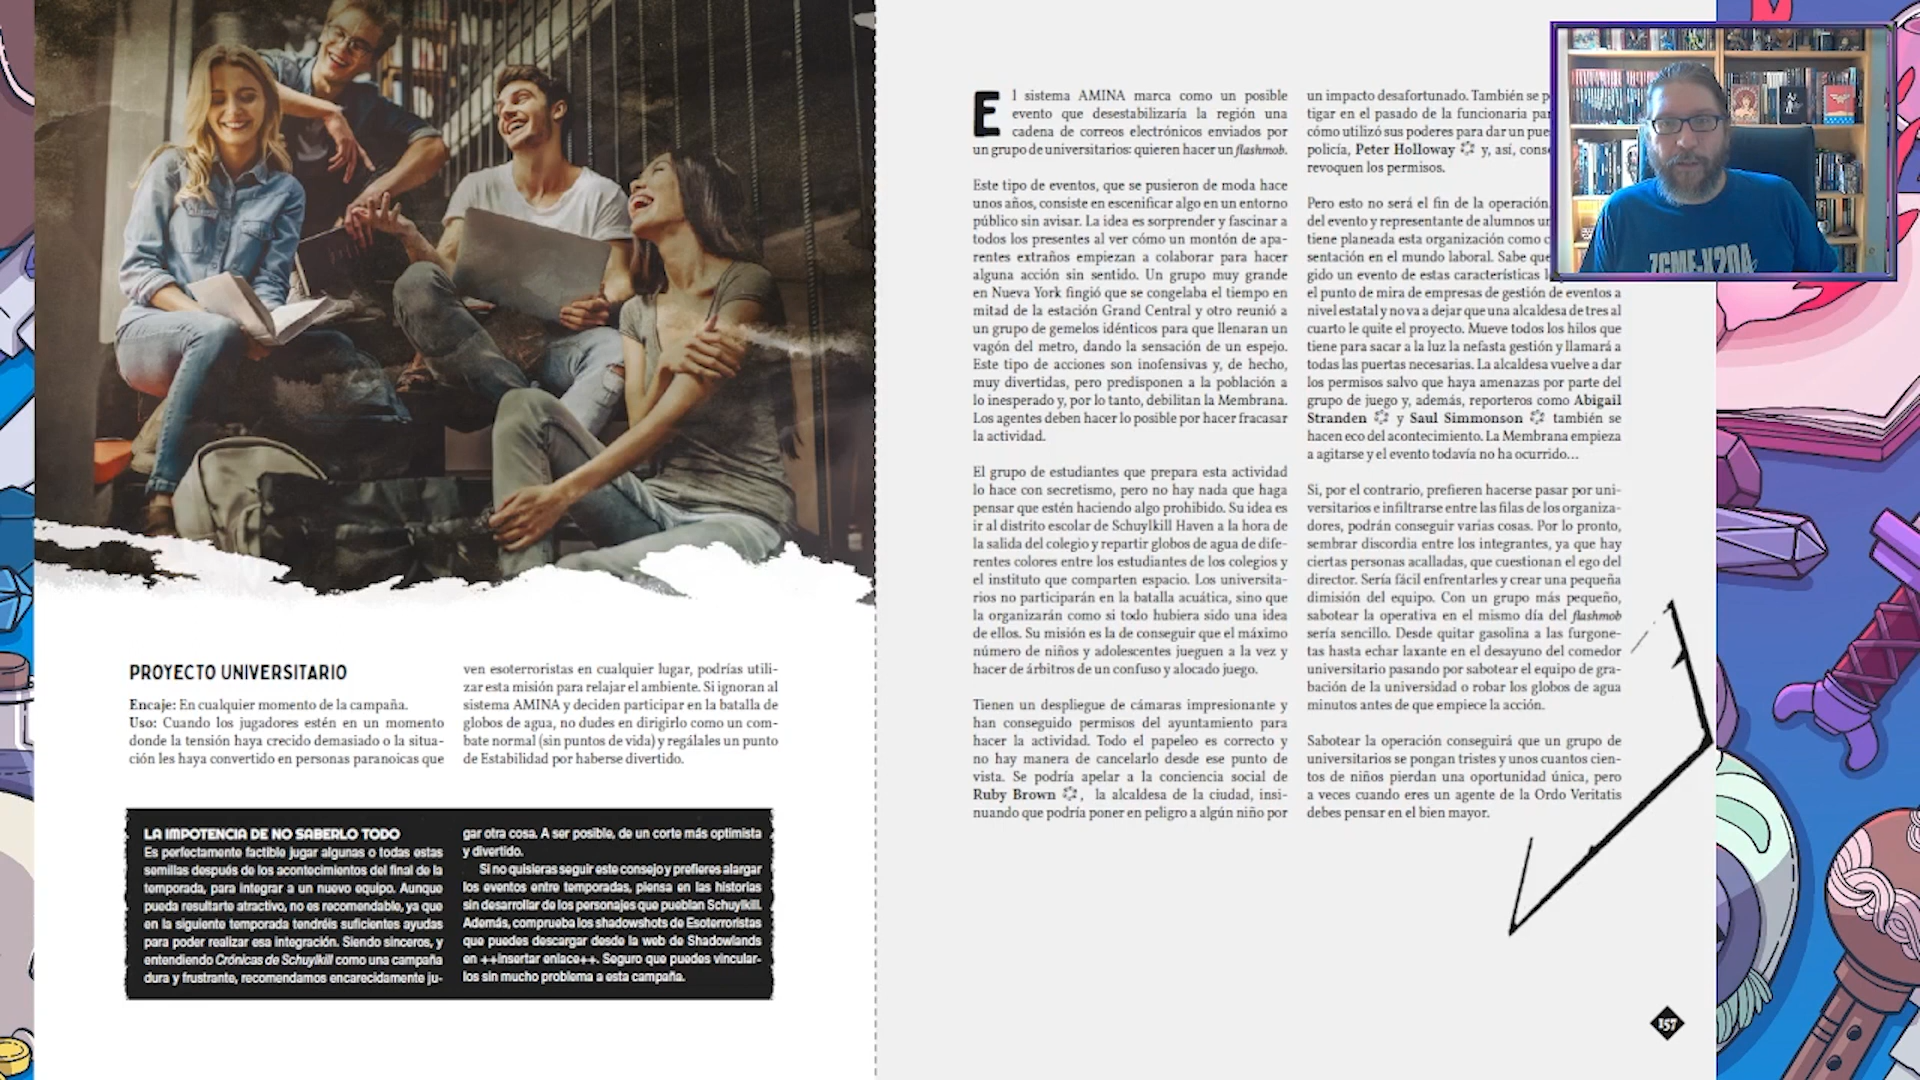 PROYECTO UNIVERSITARIO
Encaje: En cualquier momento de la campaña.
Uso: Cuando los jugadores estén en un momento
donde la tensión haya crecido demasiado o la situa-
ción les haya convertido en personas paranoicas que
ven esoterroristas en cualquier lugar, podrías utili-
zar esta misión para relajar el ambiente. Si ignoran al
sistema AMINA y deciden participar en la batalla de
globos de agua, no dudes en dirigirlo como un com-
bate normal (sin puntos de vida) y regálales un punto
de Estabilidad por haberse divertido.
LA IMPOTENCIA DE NO SABERLO TODO
Es perfectamente factible jugar algunas o todas estas
semillas después de los acontecimientos del final de la
temporada, para integrar a un nuevo equipo. Aunque
pueda resultarte atractivo, no es recomendable, ya que
en la siguiente temporada tendréis suficientes ayudas
para poder realizar esa integración. Siendo sinceros, y
entendiendo Crónicas de Schuylkill como una campaña
dura y frustrante, recomendamos encarecidamente ju-
gar otra cosa. A ser posible, de un corte más optimista
y divertido.
Si no quisieras seguir este consejo y prefieres alargar
los eventos entre temporadas, piensa en las historias
sin desarrollar de los personajes que pueblan Schuylkill.
Además, comprueba los shadowshots de Esoterroristas
que puedes descargar desde la web de Shadowlands
en ++insertar enlace++. Seguro que puedes vincular-
los sin mucho problema a esta campaña.
El sistema AMINA marca como un posible
evento que desestabilizaría la región una
cadena de correos electrónicos enviados por
un grupo de universitarios: quieren hacer un flashmob.
Este tipo de eventos, que se pusieron de moda hace
unos años, consiste en escenificar algo en un entorno
público sin avisar. La idea es sorprender y fascinar a
todos los presentes al ver cómo un montón de apa-
rentes extraños empiezan a colaborar para hacer
alguna acción sin sentido. Un grupo muy grande
en Nueva York fingió que se congelaba el tiempo en
mitad de la estación Grand Central y otro reunió a
un grupo de gemelos idénticos para que llenaran un
vagón del metro, dando la sensación de un espejo.
Este tipo de acciones son inofensivas y, de hecho,
muy divertidas, pero predisponen a la población a
lo inesperado y, por lo tanto, debilitan la Membrana.
Los agentes deben hacer lo posible por hacer fracasar
la actividad.
El grupo de estudiantes que prepara esta actividad
lo hace con secretismo, pero no hay nada que haga
pensar que estén haciendo algo prohibido. Su idea es
ir al distrito escolar de Schuylkill Haven a la hora de
la salida del colegio y repartir globos de agua de dife-
rentes colores entre los estudiantes de los colegios y
el instituto que comparten espacio. Los universita-
rios no participarán en la batalla acuática, sino que
la organizarán como si todo hubiera sido una idea
de ellos. Su misión es la de conseguir que el máximo
número de niños y adolescentes jueguen a la vez y
hacer de árbitros de un confuso y alocado juego.
Tienen un despliegue de cámaras impresionante y
han conseguido permisos del ayuntamiento para
hacer la actividad. Todo el papeleo es correcto y
no hay manera de cancelarlo desde ese punto de
vista. Se podría apelar a la conciencia social de
Ruby Brown , la alcaldesa de la ciudad, insi-
nuando que podría poner en peligro a algún niño por
un impacto desafortunado. También se p
tigar en el pasado de la funcionaria par
cómo utilizó sus poderes para dar un pue
policía, Peter Holloway y, así, cons
revoquen los permisos.
Pero esto no será el fin de la operación.
del evento y representante de alumnos un
tiene planeada esta organización como c
sentación en el mundo laboral. Sabe que
gido un evento de estas características l
el punto de mira de empresas de gestión de eventos a
nivel estatal y no va a dejar que una alcaldesa de tres al
cuarto le quite el proyecto. Mueve todos los hilos que
tiene para sacar a la luz la nefasta gestión y llamará a
todas las puertas necesarias. La alcaldesa vuelve a dar
los permisos salvo que haya amenazas por parte del
grupo de juego y, además, reporteros como Abigail
Stranden y Saul Simmonson también se
hacen eco del acontecimiento. La Membrana empieza
a agitarse y el evento todavía no ha ocurrido...
Si, por el contrario, prefieren hacerse pasar por uni-
versitarios e infiltrarse entre las filas de los organiza-
dores, podrán conseguir varias cosas. Por lo pronto,
sembrar discordia entre los integrantes, ya que hay
ciertas personas acalladas, que cuestionan el ego del
director. Sería fácil enfrentarles y crear una pequeña
dimisión del equipo. Con un grupo más pequeño,
sabotear la operativa en el mismo día del flashmob
sería sencillo. Desde quitar gasolina a las furgone-
tas hasta echar laxante en el desayuno del comedor
universitario pasando por sabotear el equipo de gra-
bación de la universidad o robar los globos de agua
minutos antes de que empiece la acción.
Sabotear la operación conseguirá que un grupo de
universitarios se pongan tristes y unos cuantos cien-
tos de niños pierdan una oportunidad única, pero
a veces cuando eres un agente de la Ordo Veritatis
debes pensar en el bien mayor.
157